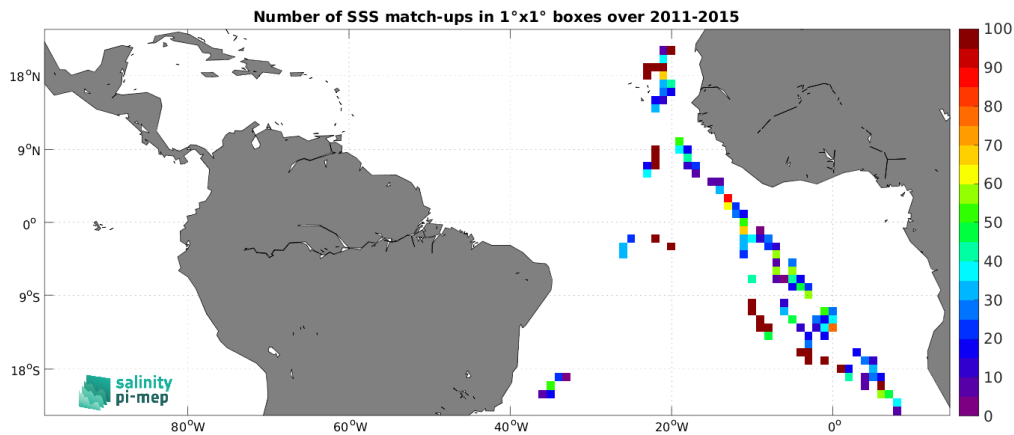 Number of SSS match-ups in 1°x1° boxes over 2011-2015
18°N
9°N
0°
9°S
18°S
80°W
60°W
40°W
20°W
0°
100
90
80
70
60
50
40
30
20
10
0
salinity
pi-mep